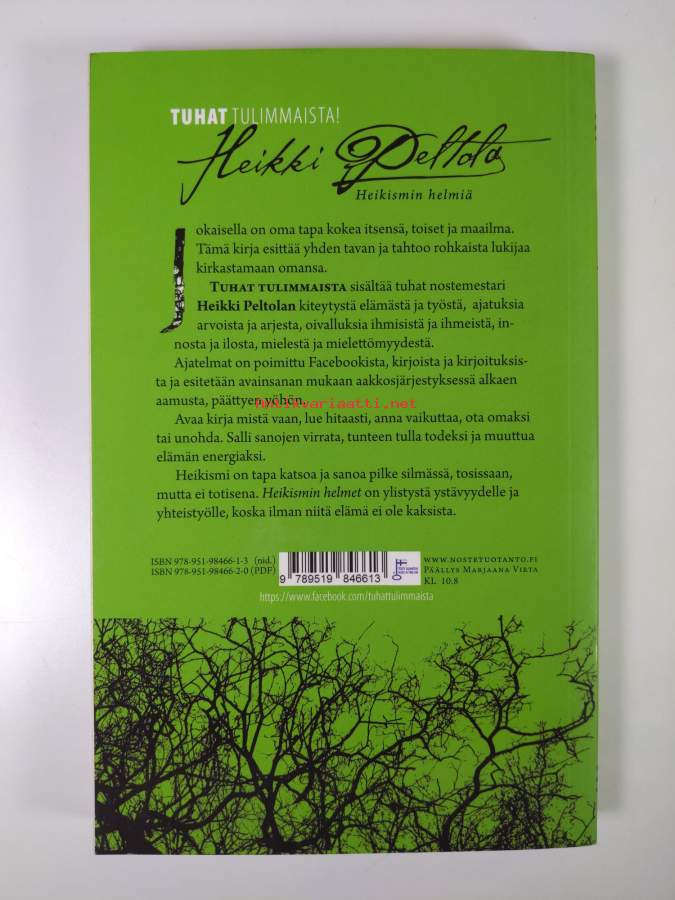 TUHAT TULIMMAISTA!
Heikki Peltola
Heikismin helmiä
Jokaisella on oma tapa kokea itsensä, toiset ja maailma.
Tämä kirja esittää yhden tavan ja tahtoo rohkaista lukijaa
kirkastamaan omansa.
TUHAT TULIMMAISTA sisältää tuhat nostemestari
Heikki Peltolan kiteytystä elämästä ja työstä, ajatuksia
arvoista ja arjesta, oivalluksia ihmisistä ja ihmeistä, in-
nosta ja ilosta, mielestä ja mielettömyydestä.
Ajatelmat on poimittu Facebookista, kirjoista ja kirjoituksis-
ta ja esitetään avainsanan mukaan aakkosjärjestyksessä alkaen
aamusta, päättyen yöhön.
Antikvariaatti.net
Avaa kirja mistä vaan, lue hitaasti, anna vaikuttaa, ota omaksi
tai unohda. Salli sanojen virrata, tunteen tulla todeksi ja muuttua
elämän energiaksi.
Heikismi on tapa katsoa ja sanoa pilke silmässä, tosissaan,
mutta ei totisena. Heikismin helmet on ylistystä ystävyydelle ja
yhteistyölle, koska ilman niitä elämä ei ole kaksista.
ISBN 978-951-98466-1-3 (nid.)
ISBN 978-951-98466-2-0 (PDF)
9 789519 846613
WWW.NOSTETUOTANTO.FI
PÄÄLLYS MARJAANA VIRTA
KL 10.8
https://www.facebook.com/tuhattulimmaista